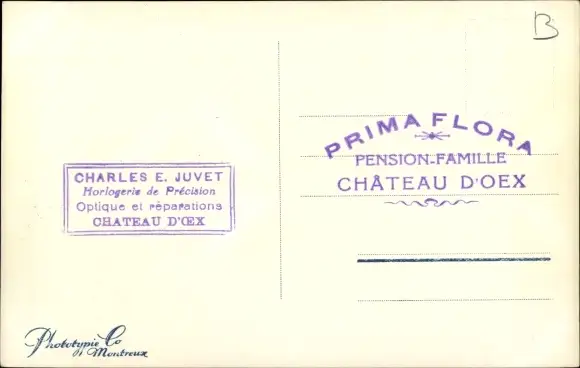 B
CHARLES E. JUVET
Horlogerie de Précision
Optique et réparations
CHATEAU D'ŒX
PRIMA FLORA
PENSION-FAMILLE
CHÂTEAU D'OEX
Phototypie Co
Montreux